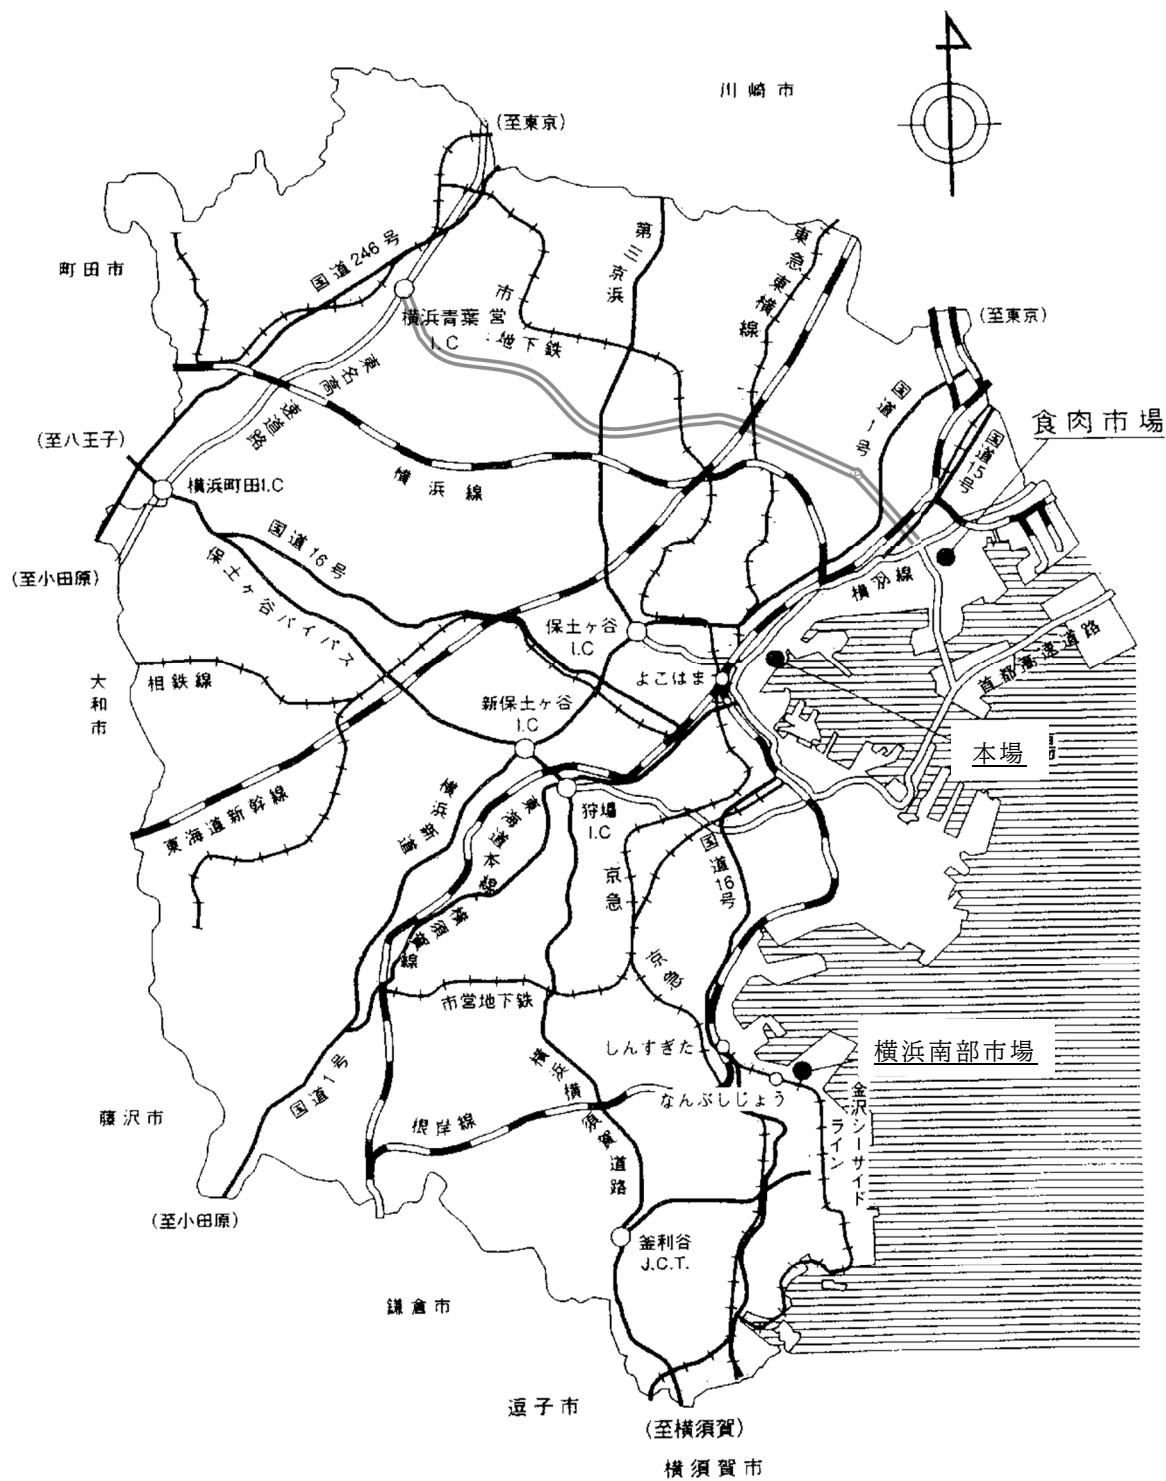 川崎市
(至東京)
町田市
国道246号
第三京浜
東急東横線
市営地下鉄
横浜青葉
I.C
(至東京)
東名高速道路
国道1号
食肉市場
国道15号
(至八王子)
横浜町田I.C
横浜線
国道16号
(至小田原)
保土ヶ谷バイパス
横羽線
保土ヶ谷
I.C
首都高速道路
相鉄線
大和市
よこはま
新保土ヶ谷
I.C
本場
場
東海道新幹線
横浜新道
東海道本線
狩場
I.C
国道16号
京急
横須賀線
京急
市営地下鉄
しんすぎた
横浜南部市場
なんぶしじょう
金沢シーサイド
ライン
国道1号
横浜横須賀道路
根岸線
藤沢市
(至小田原)
釜利谷
J.C.T.
鎌倉市
逗子市
(至横須賀)
横須賀市